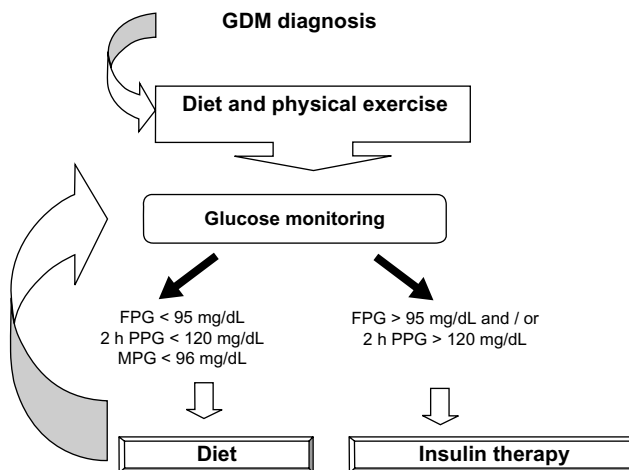 GDM diagnosis
Diet and physical exercise
Glucose monitoring
FPG < 95 mg/dL
2 h PPG < 120 mg/dL
MPG < 96 mg/dL
FPG > 95 mg/dL and / or
2 h PPG > 120 mg/dL
Diet
Insulin therapy